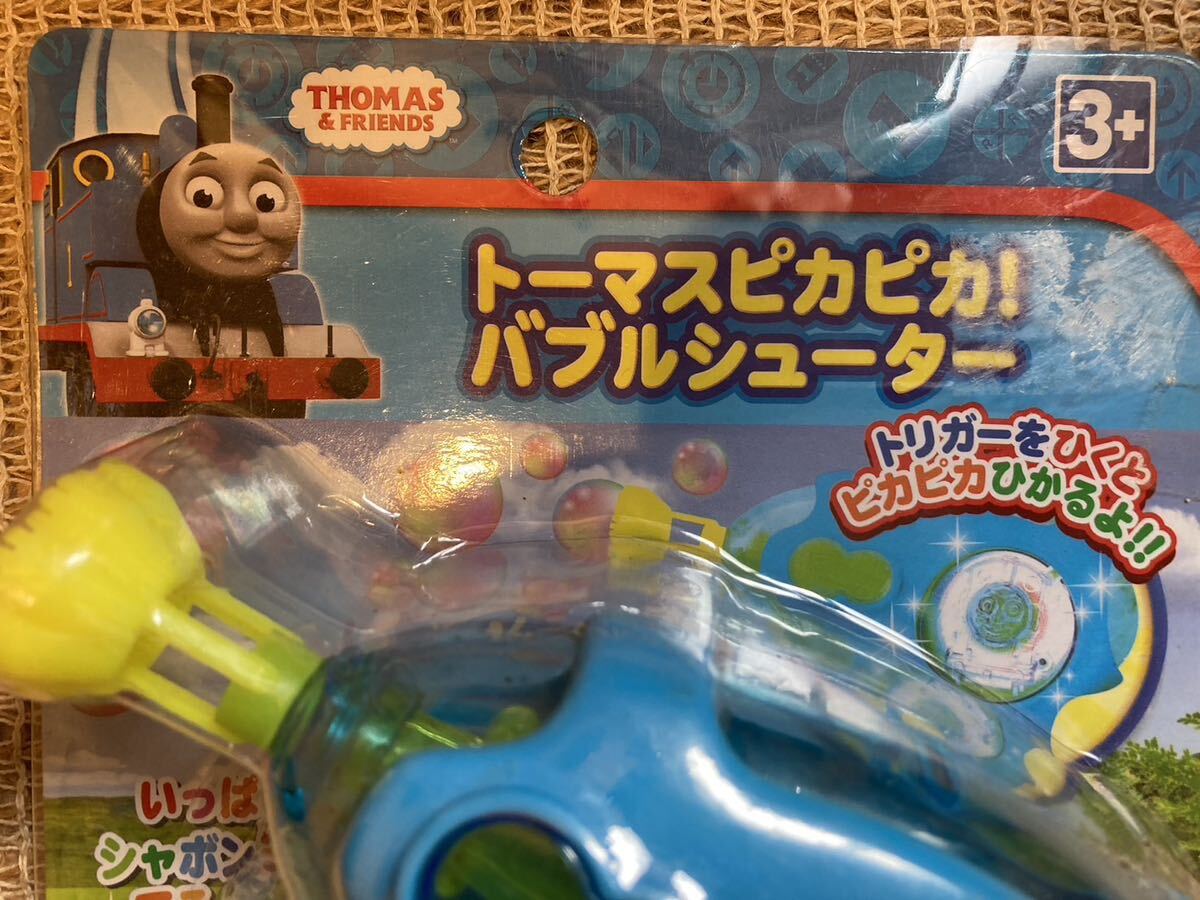 THOMAS
& FRIENDS
3+
トーマスピカピカ!
バブルシューター
トリガーをひくと
ピカピカひかるよ!!
いっぱ
シャボン